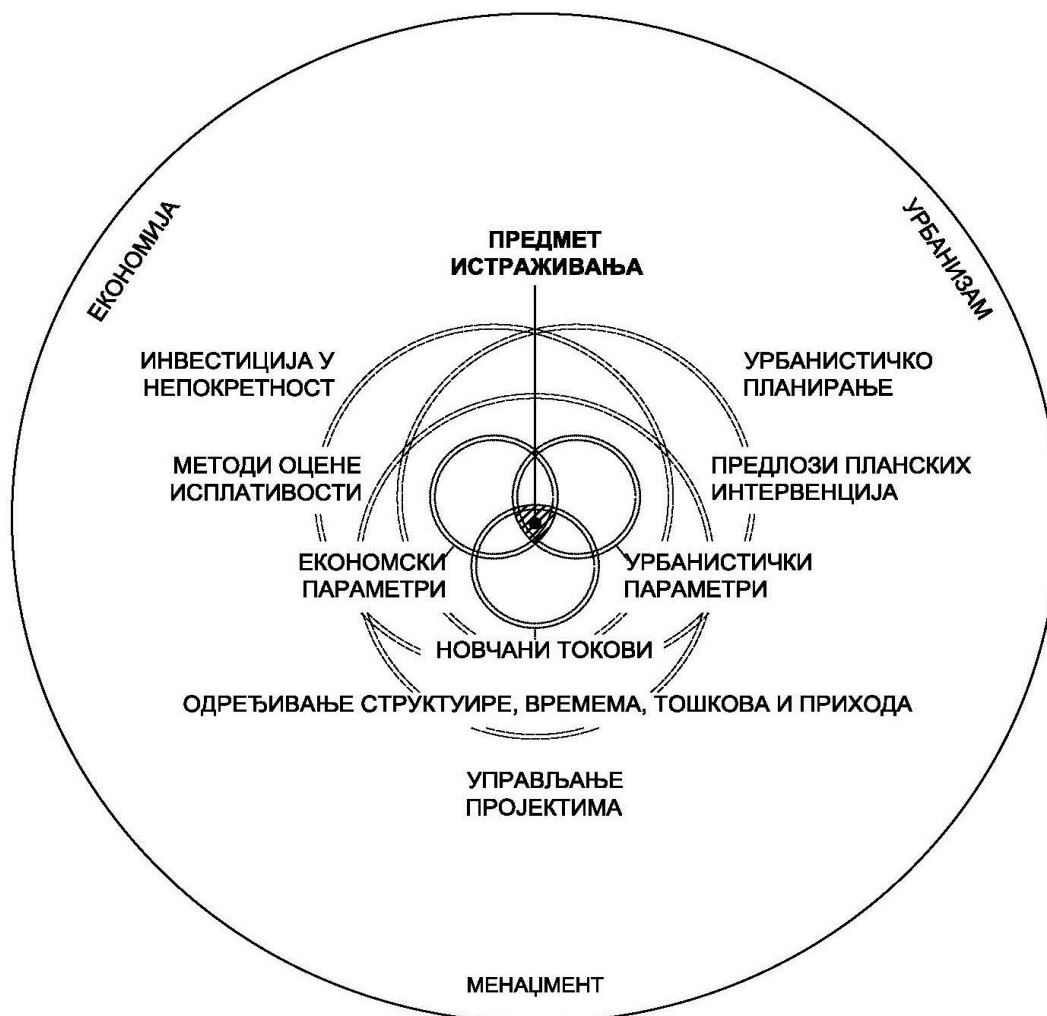 ЕКОНОМИЈА
УРБАНИЗАМ
ПРЕДМЕТ
ИСТРАЖИВАЊА
ИНВЕСТИЦИЈА У
НЕПОКРЕТНОСТ
УРБАНИСТИЧКО
ПЛАНИРАЊЕ
МЕТОДИ ОЦЕНЕ
ИСПЛАТИВОСТИ
ПРЕДЛОЗИ ПЛАНСКИХ
ИНТЕРВЕНЦИЈА
ЕКОНОМСКИ
ПАРАМЕТРИ
УРБАНИСТИЧКИ
ПАРАМЕТРИ
НОВЧАНИ ТОКОВИ
ОДРЕЂИВАЊЕ СТРУКТУИРЕ, ВРЕМЕМА, ТОШКОВА И ПРИХОДА
УПРАВЉАЊЕ
ПРОЈЕКТИМА
МЕНАЏМЕНТ